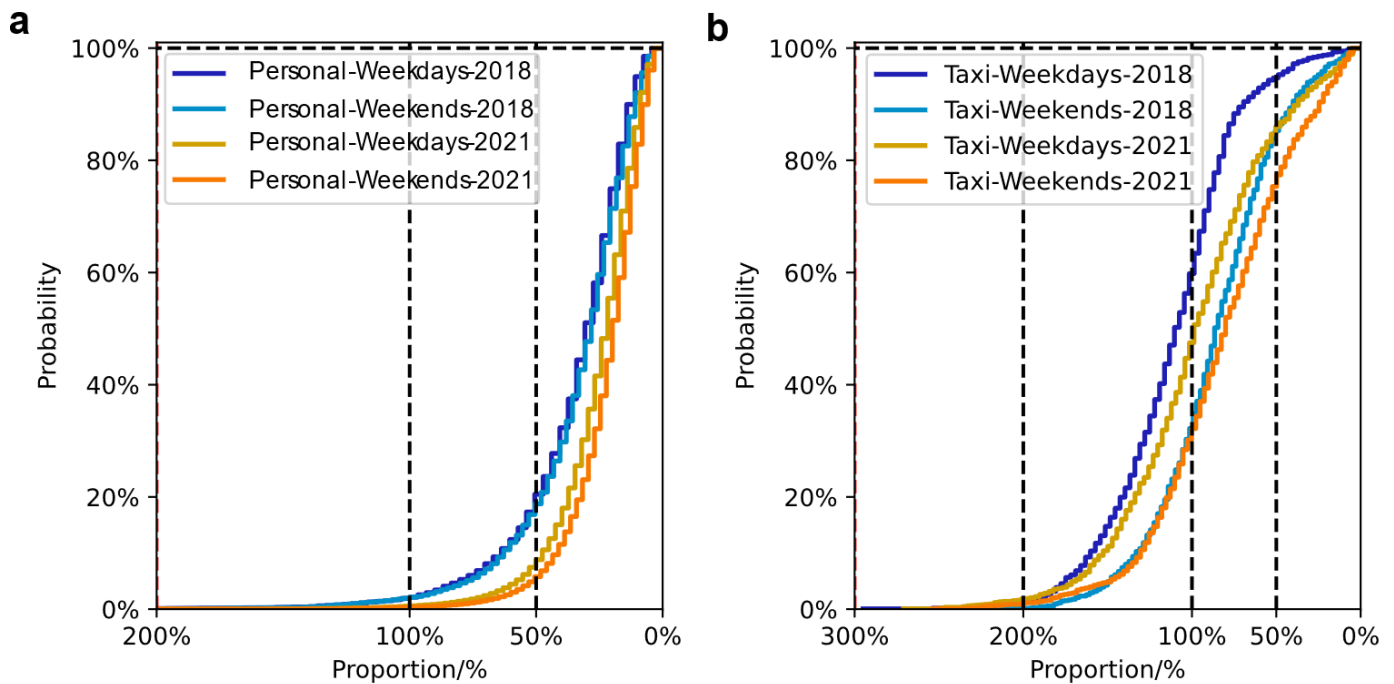 a
100%
80%
60%
40%
20%
0%
Probability
Personal-Weekdays-2018
Personal-Weekends-2018
Personal-Weekdays-2021
Personal-Weekends-2021
200%
100%
50%
0%
Proportion/%
b
100%
80%
60%
40%
20%
0%
Probability
Taxi-Weekdays-2018
Taxi-Weekends-2018
Taxi-Weekdays-2021
Taxi-Weekends-2021
300%
200%
100%
50%
0%
Proportion/%